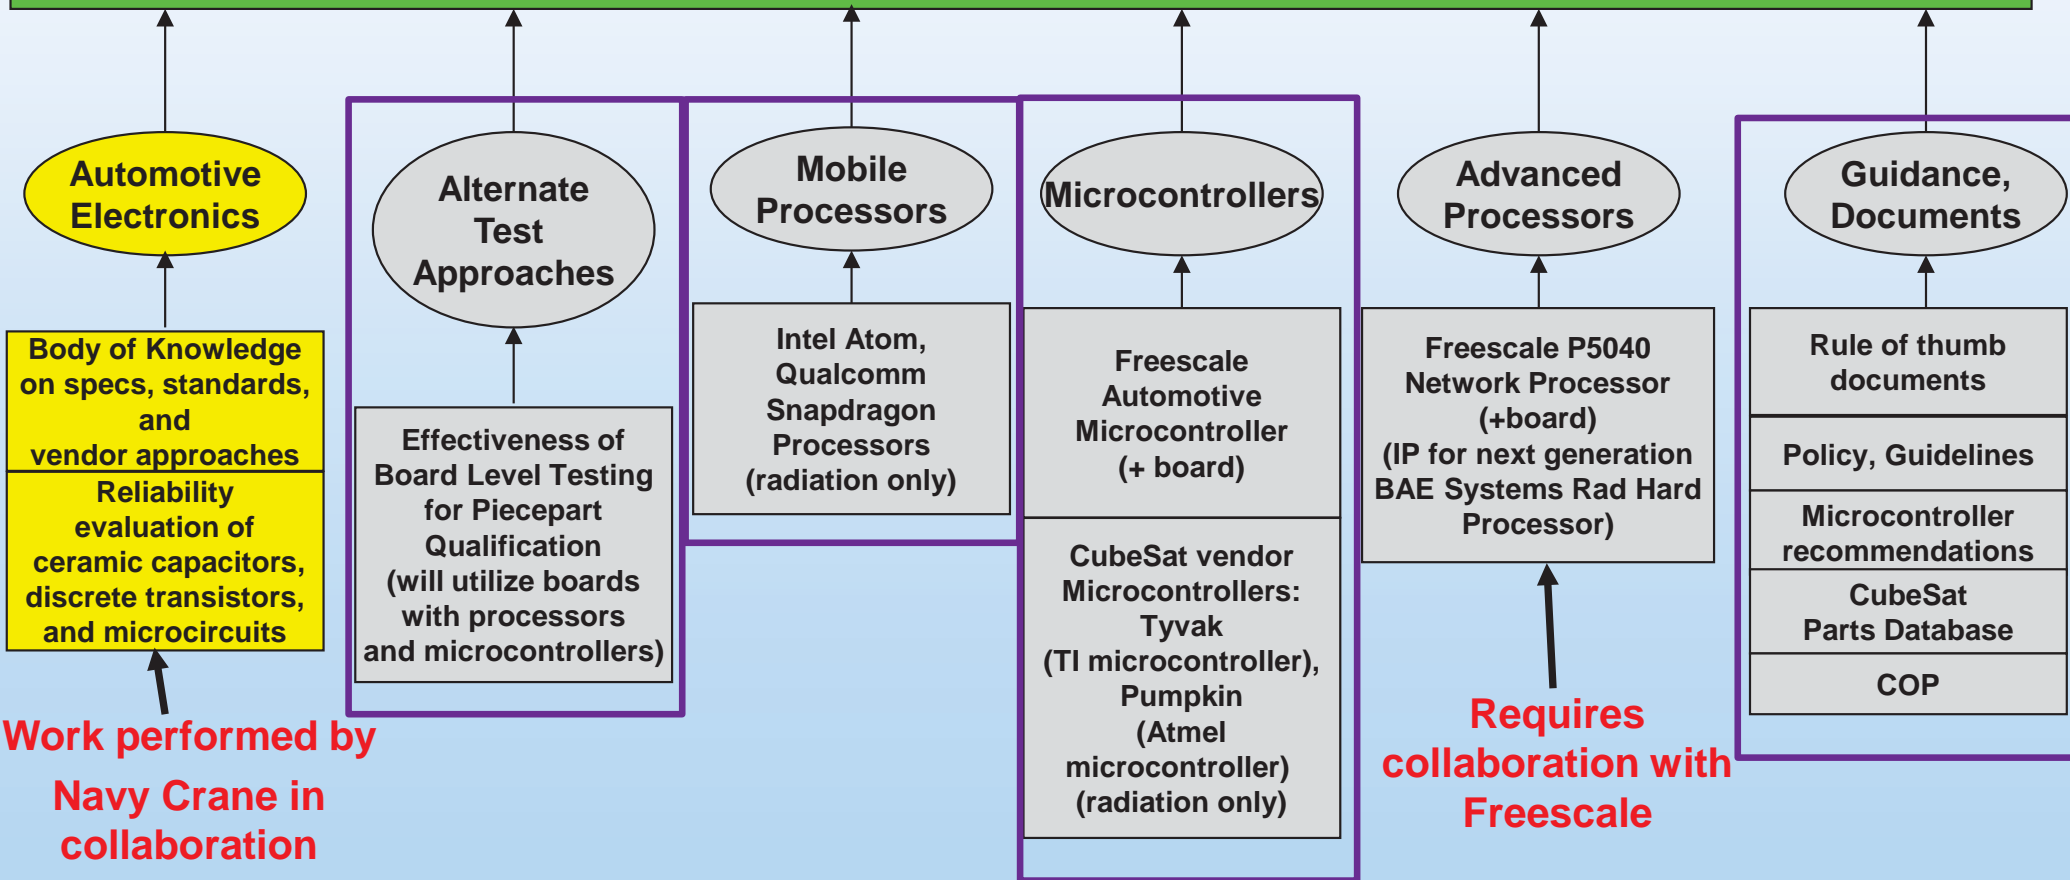 Automotive
Electronics
Alternate
Test
Approaches
Mobile
Processors
Microcontrollers
Advanced
Processors
Guidance,
Documents
Body of Knowledge
on specs, standards,
and
vendor approaches
Reliability
evaluation of
ceramic capacitors,
discrete transistors,
and microcircuits
Work performed by
Navy Crane in
collaboration
Effectiveness of
Board Level Testing
for Piecepart
Qualification
(will utilize boards
with processors
and microcontrollers)
Intel Atom,
Qualcomm
Snapdragon
Processors
(radiation only)
Freescale
Automotive
Microcontroller
(+ board)
CubeSat vendor
Microcontrollers:
Tyvak
(TI microcontroller),
Pumpkin
(Atmel
microcontroller)
(radiation only)
Freescale P5040
Network Processor
(+board)
(IP for next generation
BAE Systems Rad Hard
Processor)
Requires
collaboration with
Freescale
Rule of thumb
documents
Policy, Guidelines
Microcontroller
recommendations
CubeSat
Parts Database
COP